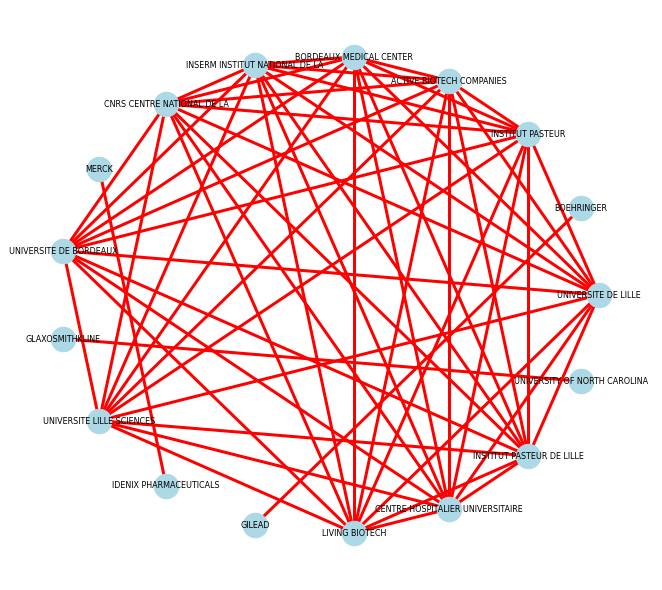 BORDEAUX MEDICAL CENTER
INSERM INSTITUT NATIONAL DE LA
ACTIVE BIOTECH COMPANIES
CNRS CENTRE NATIONAL DE LA
INSTITUT PASTEUR
MERCK
BOEHRINGER
UNIVERSITE DE BORDEAUX
UNIVERSITE DE LILLE
GLAXOSMITHKLINE
UNIVERSITY OF NORTH CAROLINA
UNIVERSITE LILLE SCIENCES
INSTITUT PASTEUR DE LILLE
IDENIX PHARMACEUTICALS
CENTRE HOSPITALIER UNIVERSITAIRE
GILEAD
LIVING BIOTECH